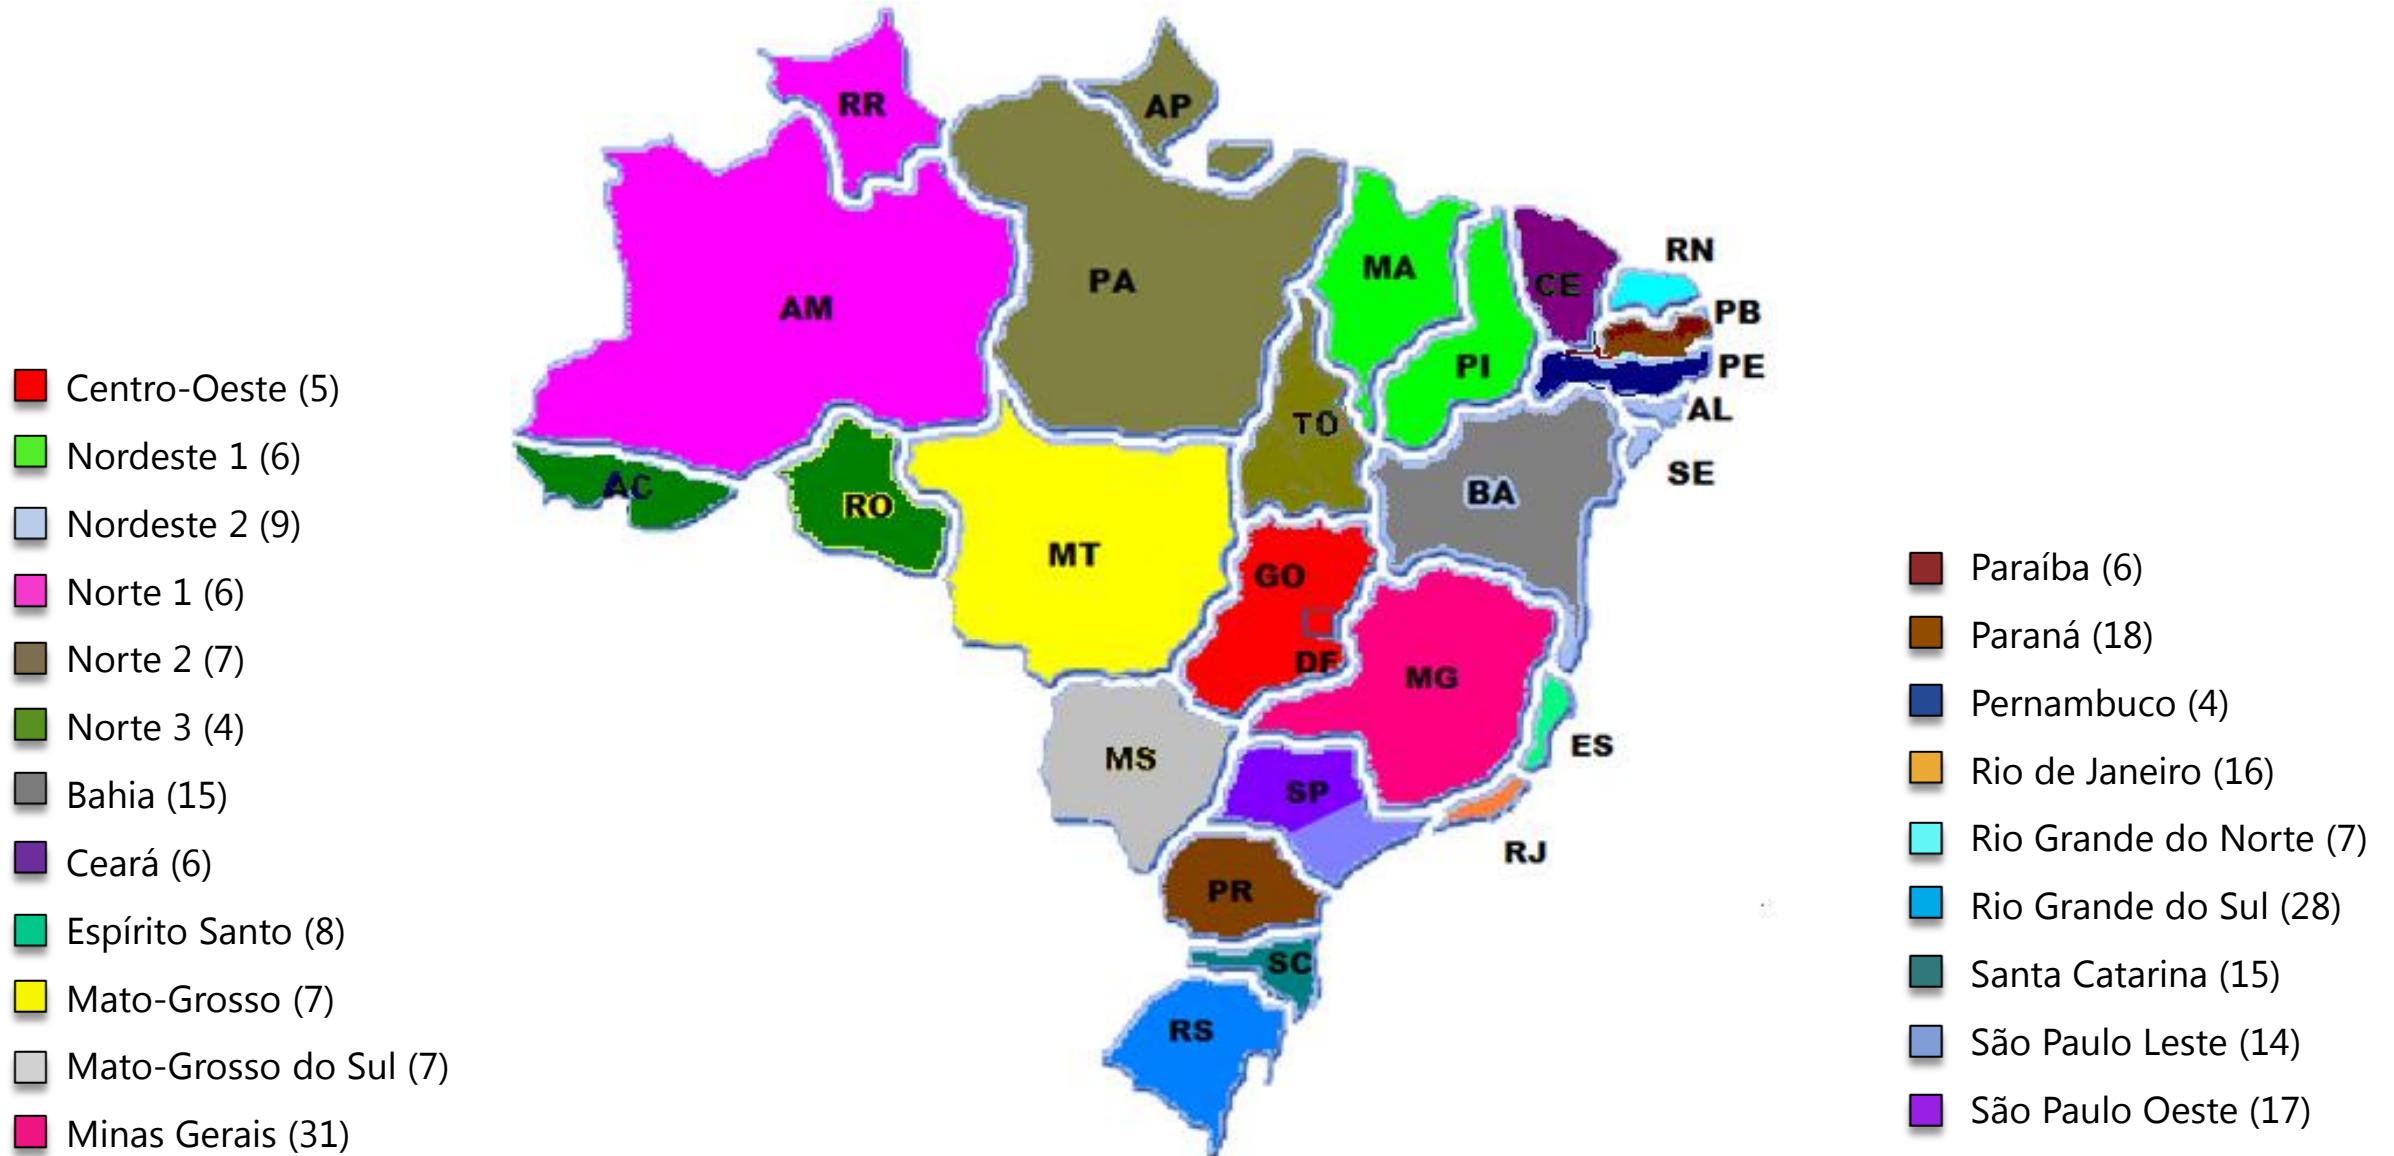 Centro-Oeste (5)
Nordeste 1 (6)
Nordeste 2 (9)
Norte 1 (6)
Norte 2 (7)
Norte 3 (4)
Bahia (15)
Ceará (6)
Espírito Santo (8)
Mato-Grosso (7)
Mato-Grosso do Sul (7)
Minas Gerais (31)
RR
AP
AM
PA
MA
CE
RN
PB
PI
PE
AL
TO
SE
AC
RO
BA
MT
GO
DF
MG
MS
ES
SP
RJ
PR
SC
RS
Paraíba (6)
Paraná (18)
Pernambuco (4)
Rio de Janeiro (16)
Rio Grande do Norte (7)
Rio Grande do Sul (28)
Santa Catarina (15)
São Paulo Leste (14)
São Paulo Oeste (17)